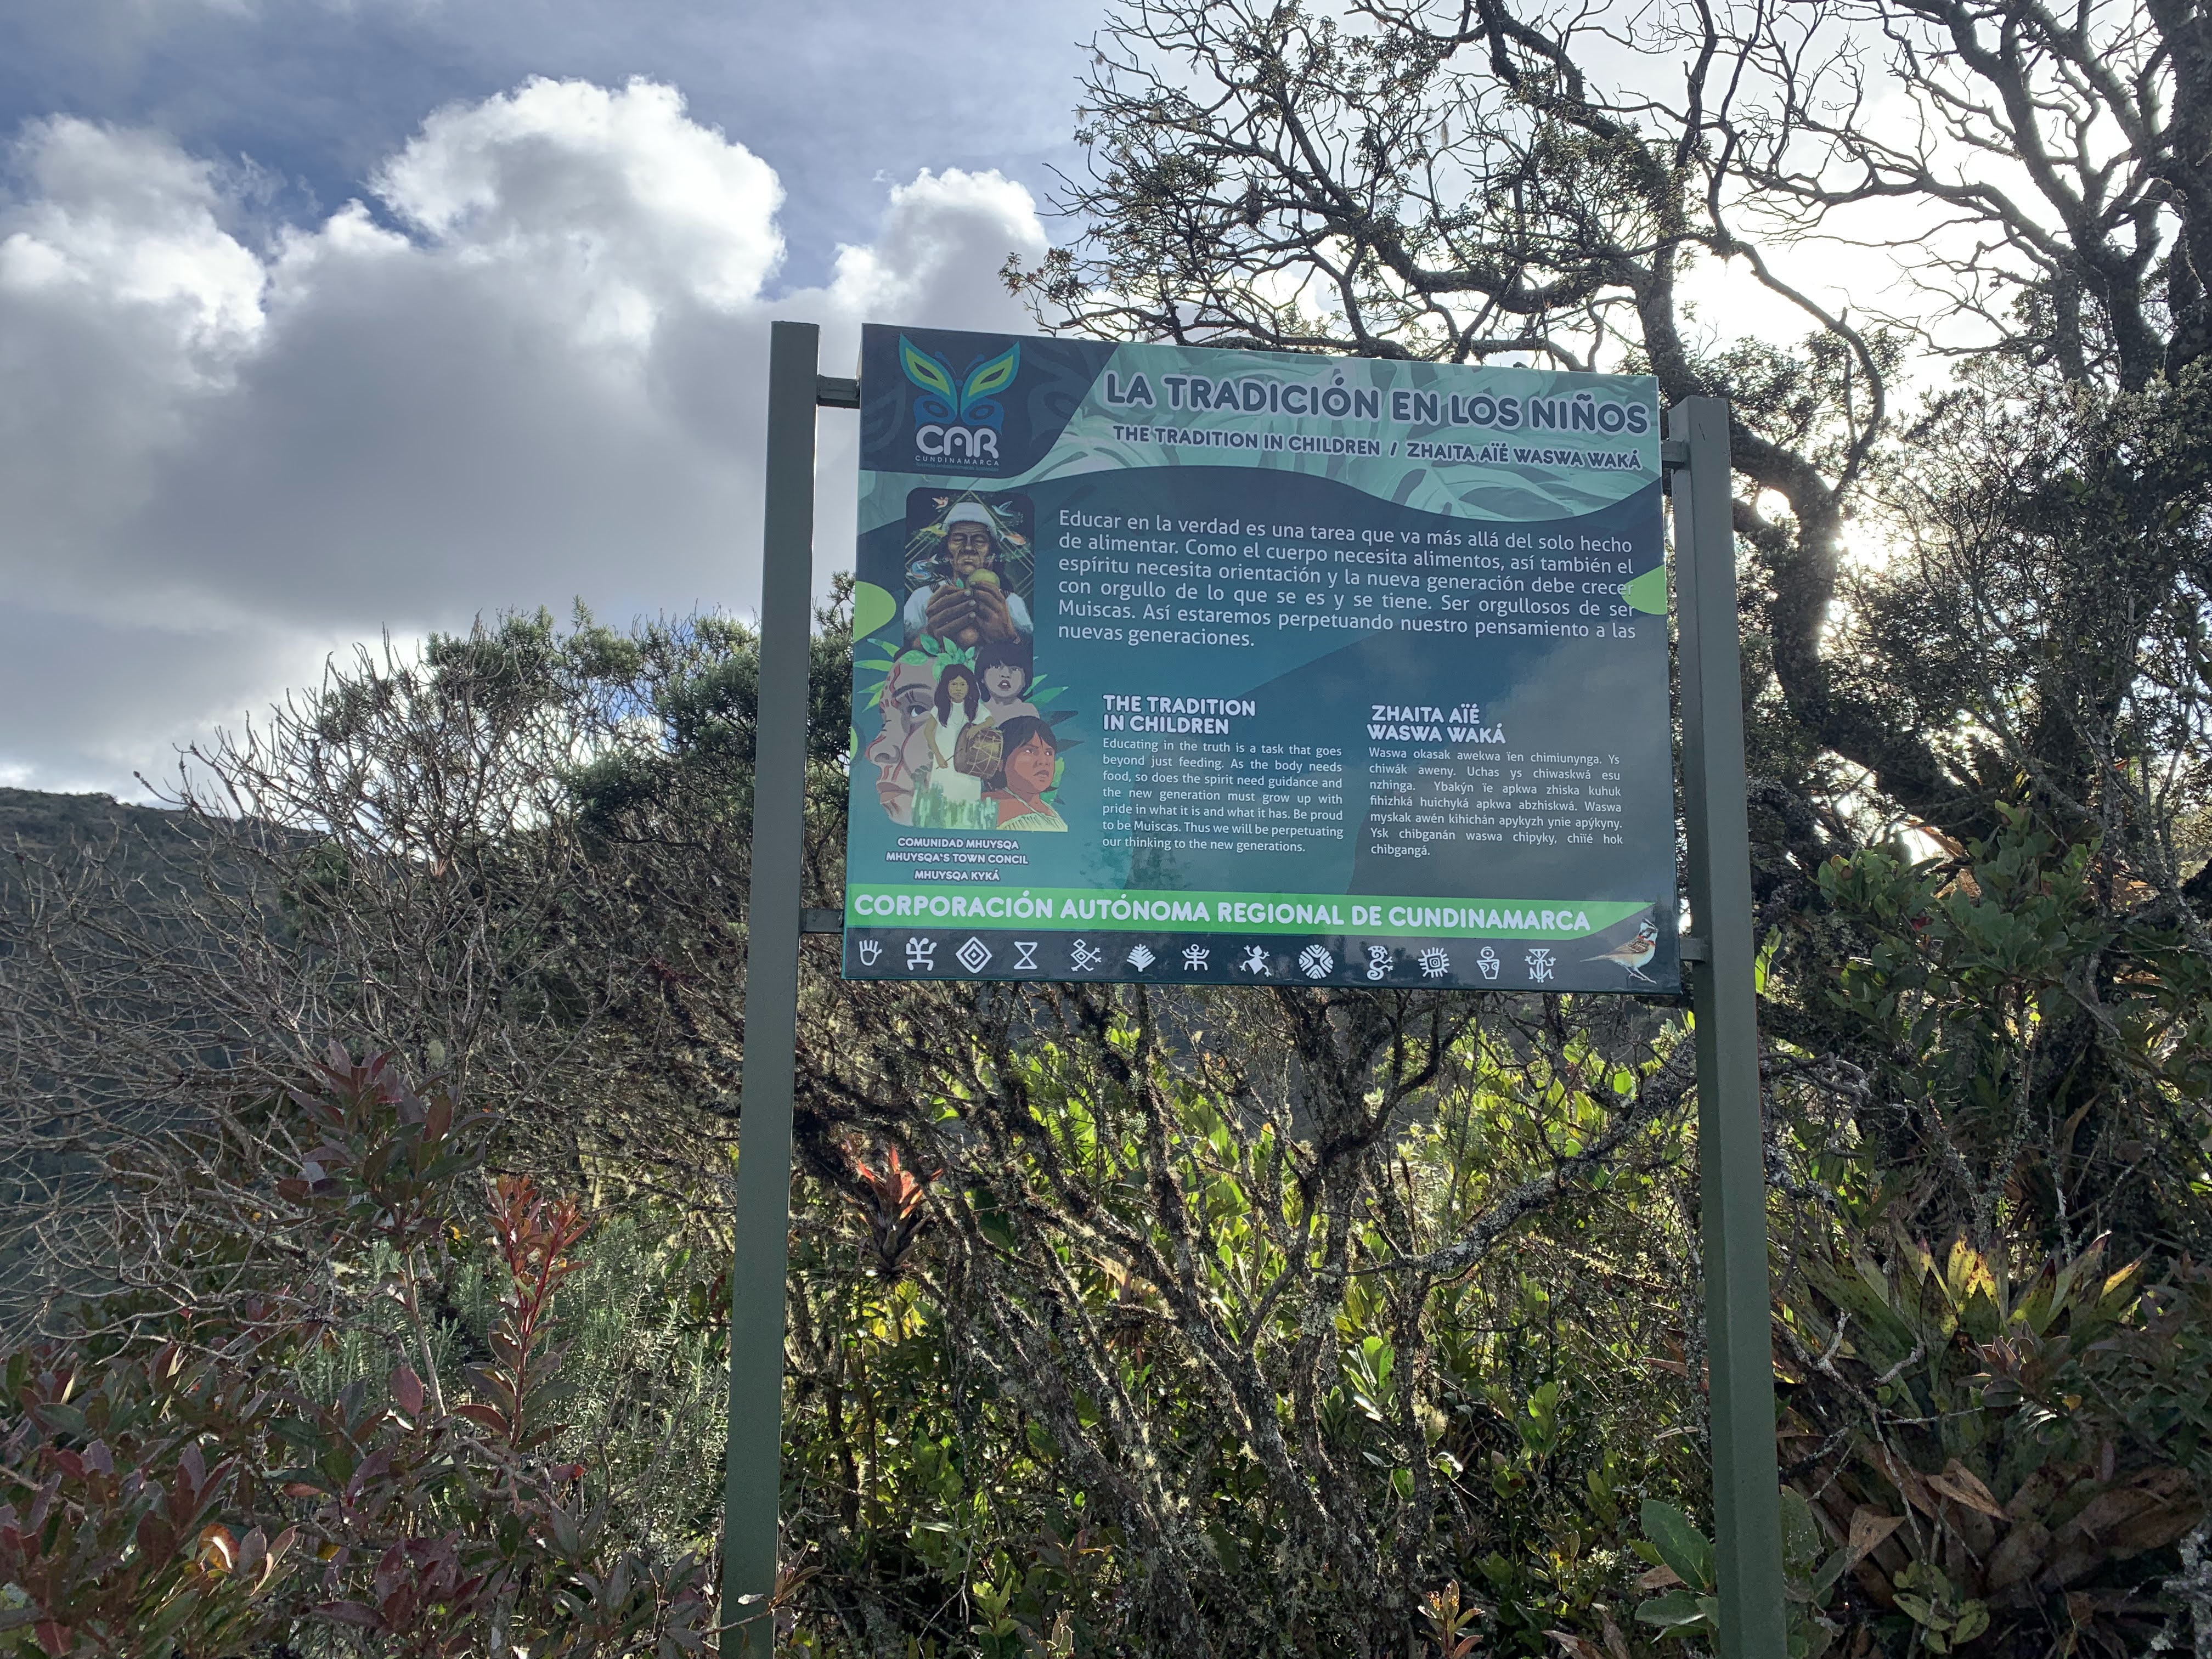 CAR
CUNDINAMARCA
LA TRADICIÓN EN LOS NIÑOS
THE TRADITION IN CHILDREN / ZHAITA AÏÉ WASWA WAKÁ
Educar en la verdad es una tarea que va más allá del solo hecho
de alimentar. Como el cuerpo necesita alimentos, así también el
espíritu necesita orientación y la nueva generación debe crecer
con orgullo de lo que se es y se tiene. Ser orgullosos de ser
Muiscas. Así estaremos perpetuando nuestro pensamiento a las
nuevas generaciones.
THE TRADITION
IN CHILDREN
Educating in the truth is a task that goes
beyond just feeding. As the body needs
food, so does the spirit need guidance and
the new generation must grow up with
pride in what it is and what it has. Be proud
to be Muiscas. Thus we will be perpetuating
our thinking to the new generations.
ZHAITA AÏÉ
WASWA WAKÁ
Waswa okasak awekwa ïen chimiunynga. Ys
chiwák aweny. Uchas ys chiwaskwá esu
nzhinga. Ybakýn ïe apkwa zhiska kuhuk
fihizhká huichyká apkwa abzhiskwá. Waswa
myskak awén kihichán apykyzh ynie apýkyny.
Ysk chibganán waswa chipyky, chiïé hok
chibgangá.
COMUNIDAD MHUYSQA
MHUYSQA'S TOWN CONCIL
MHUYSQA KYKÁ
CORPORACIÓN AUTÓNOMA REGIONAL DE CUNDINAMARCA